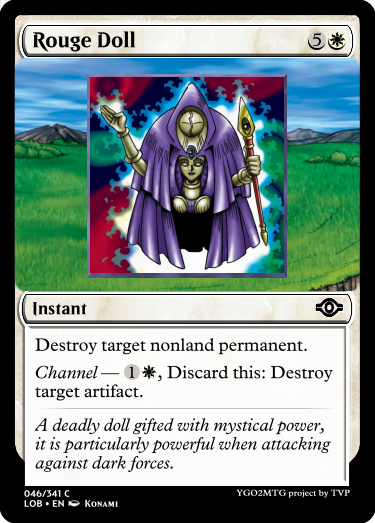 Rouge Doll 5
Instant
Destroy target nonland permanent.
Channel — 1, Discard this: Destroy
target artifact.
A deadly doll gifted with mystical power,
it is particularly powerful when attacking
against dark forces.
046/341 C
LOB • EN Konami
YGO2MTG project by TVP